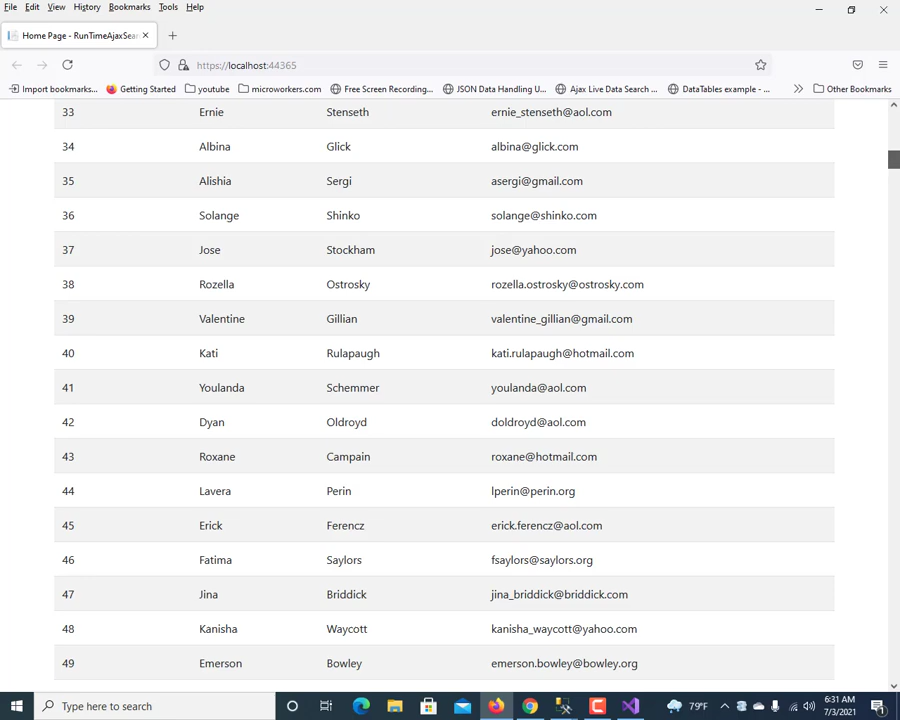 File Edit View History Bookmarks Tools Help
Home Page - RunTimeAjaxSear
https://localhost:44365
Import bookmarks... Getting Started youtube microworkers.com Free Screen Recording... JSON Data Handling U... Ajax Live Data Search ... DataTables example - ... Other Bookmarks
33 Ernie Stenseth ernie_stenseth@aol.com
34 Albina Glick albina@glick.com
35 Alishia Sergi asergi@gmail.com
36 Solange Shinko solange@shinko.com
37 Jose Stockham jose@yahoo.com
38 Rozella Ostrosky rozella.ostrosky@ostrosky.com
39 Valentine Gillian valentine_gillian@gmail.com
40 Kati Rulapaugh kati.rulapaugh@hotmail.com
41 Youlanda Schemmer youlanda@aol.com
42 Dyan Oldroyd doldroyd@aol.com
43 Roxane Campain roxane@hotmail.com
44 Lavera Perin lperin@perin.org
45 Erick Ferencz erick.ferencz@aol.com
46 Fatima Saylors fsaylors@saylors.org
47 Jina Briddick jina_briddick@briddick.com
48 Kanisha Waycott kanisha_waycott@yahoo.com
49 Emerson Bowley emerson.bowley@bowley.org
Type here to search 79°F 6:31 AM
7/3/2021 1